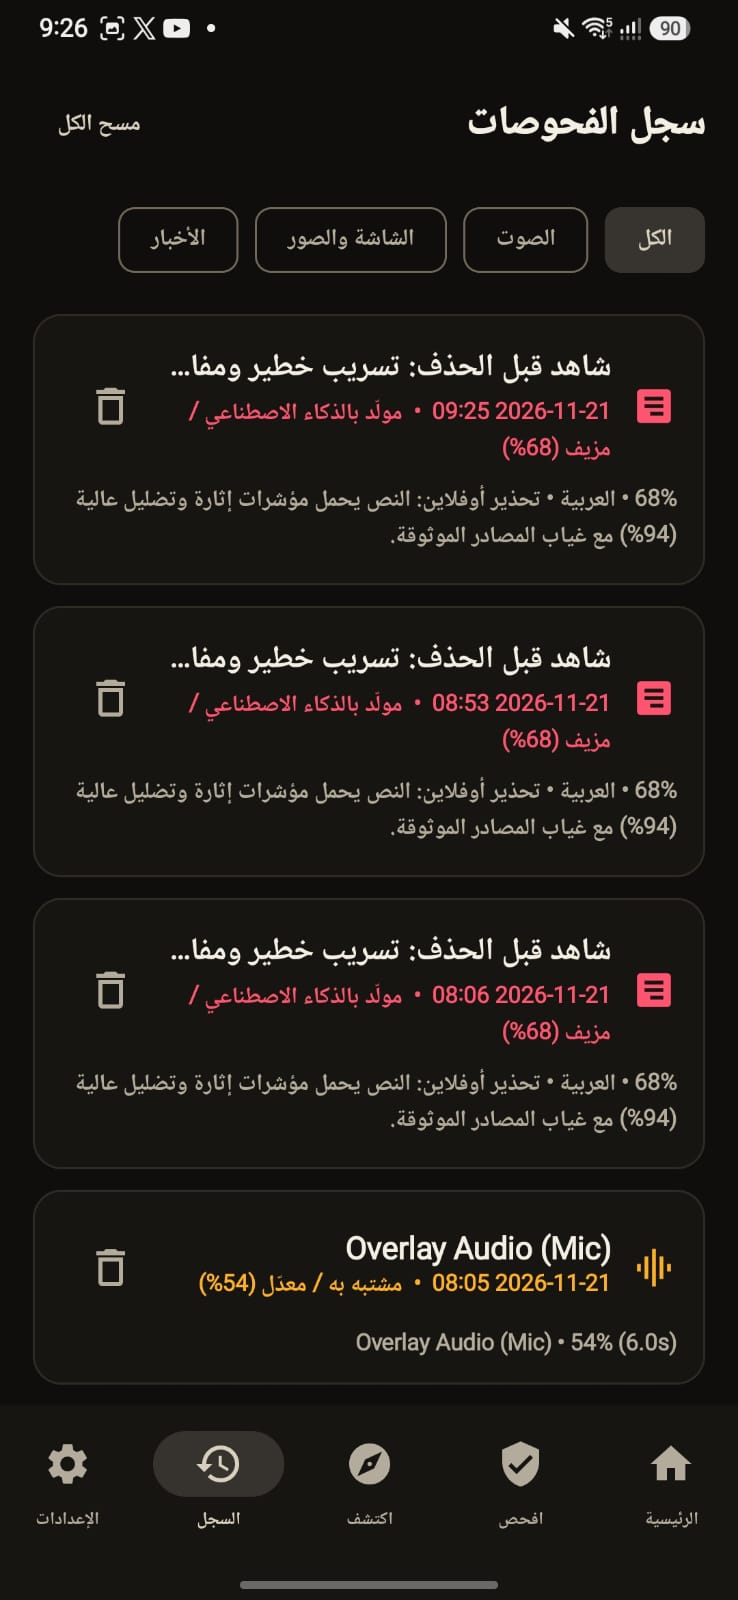 9:26
90
سجل الفحوصات
مسح الكل
الكل
الصوت
الشاشة والصور
الأخبار
شاهد قبل الحذف: تسريب خطير ومفا...
2026-11-21 09:25 • مولّد بالذكاء الاصطناعي /
مزيف (68%)
68% • العربية • تحذير أوفلاين: النص يحمل مؤشرات إثارة وتضليل عالية
(94%) مع غياب المصادر الموثوقة.
شاهد قبل الحذف: تسريب خطير ومفا...
2026-11-21 08:53 • مولّد بالذكاء الاصطناعي /
مزيف (68%)
68% • العربية • تحذير أوفلاين: النص يحمل مؤشرات إثارة وتضليل عالية
(94%) مع غياب المصادر الموثوقة.
شاهد قبل الحذف: تسريب خطير ومفا...
2026-11-21 08:06 • مولّد بالذكاء الاصطناعي /
مزيف (68%)
68% • العربية • تحذير أوفلاين: النص يحمل مؤشرات إثارة وتضليل عالية
(94%) مع غياب المصادر الموثوقة.
Overlay Audio (Mic)
2026-11-21 08:05 • مشتبه به / معدّل (54%)
Overlay Audio (Mic) • 54% (6.0s)
الرئيسية
افحص
اكتشف
السجل
الإعدادات